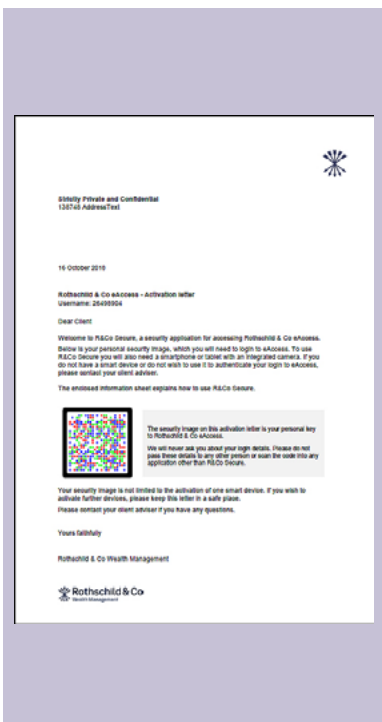 Strictly Private and Confidential
138748 AddressText
16 October 2018
Rothschild & Co eAccess - Activation letter
Username: 28498904
Dear Client
Welcome to R&Co Secure, a security application for accessing Rothschild & Co eAccess.
Below is your personal security image, which you will need to login to eAccess. To use
R&Co Secure you will also need a smartphone or tablet with an integrated camera. If you
do not have a smart device or do not wish to use it to authenticate your login to eAccess,
please contact your client adviser.
The enclosed information sheet explains how to use R&Co Secure.
The security image on this activation letter is your personal key
to Rothschild & Co eAccess.
We will never ask you about your login details. Please do not
pass these details to any other person or scan the code into any
application other than R&Co Secure.
Your security image is not limited to the activation of one smart device. If you wish to
activate further devices, please keep this letter in a safe place.
Please contact your client adviser if you have any questions.
Yours faithfully
Rothschild & Co Wealth Management
Rothschild & Co
Wealth Management